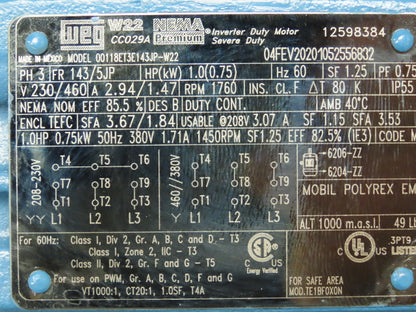 WEG W22 NEMA Premium® Inverter Duty Motor 12598384
CC029A Severe Duty
MADE IN MEXICO MODEL 00118ET3E143JP-W22 04FEV20201052556832
PH 3 FR 143/5JP HP(kW) 1.0(0.75) Hz 60 SF 1.25 PF 0.75
V 230/460 A 2.94/1.47 RPM 1760 INS. CL. F ΔT 80 K IP55
NEMA NOM EFF 85.5 % DES B DUTY CONT. AMB 40°C
ENCL TEFC SFA 3.67/1.84 USABLE @208V 3.07 A SF 1.15 SFA 3.53
1.0HP 0.75kW 50Hz 380V 1.71A 1450RPM SF1.25 EFF 82.5% (IE3)
208-230V T4 T5 T6
T7 T8 T9
T1 T2 T3
YY L1 L2 L3
460//380V T4 T5 T6
T7 T8 T9
T1 T2 T3
Y L1 L2 L3
6206-ZZ
6204-ZZ
MOBIL POLYREX EM
ALT 1000 m.a.s.l. 49
For 60Hz: Class I, Div 2, Gr. A, B, C and D - T3
Class I, Zone 2, IIC - T3
Class II, Div 2, Gr. F and G - T5
For use on PWM, Gr A, B, C, D, F and G
VT1000:1, CT20:1, 1.0SF, T4A
Energy Verified
FOR SAFE AREA
MOD.TE1BF0X0N
UL US LISTE
3PT9